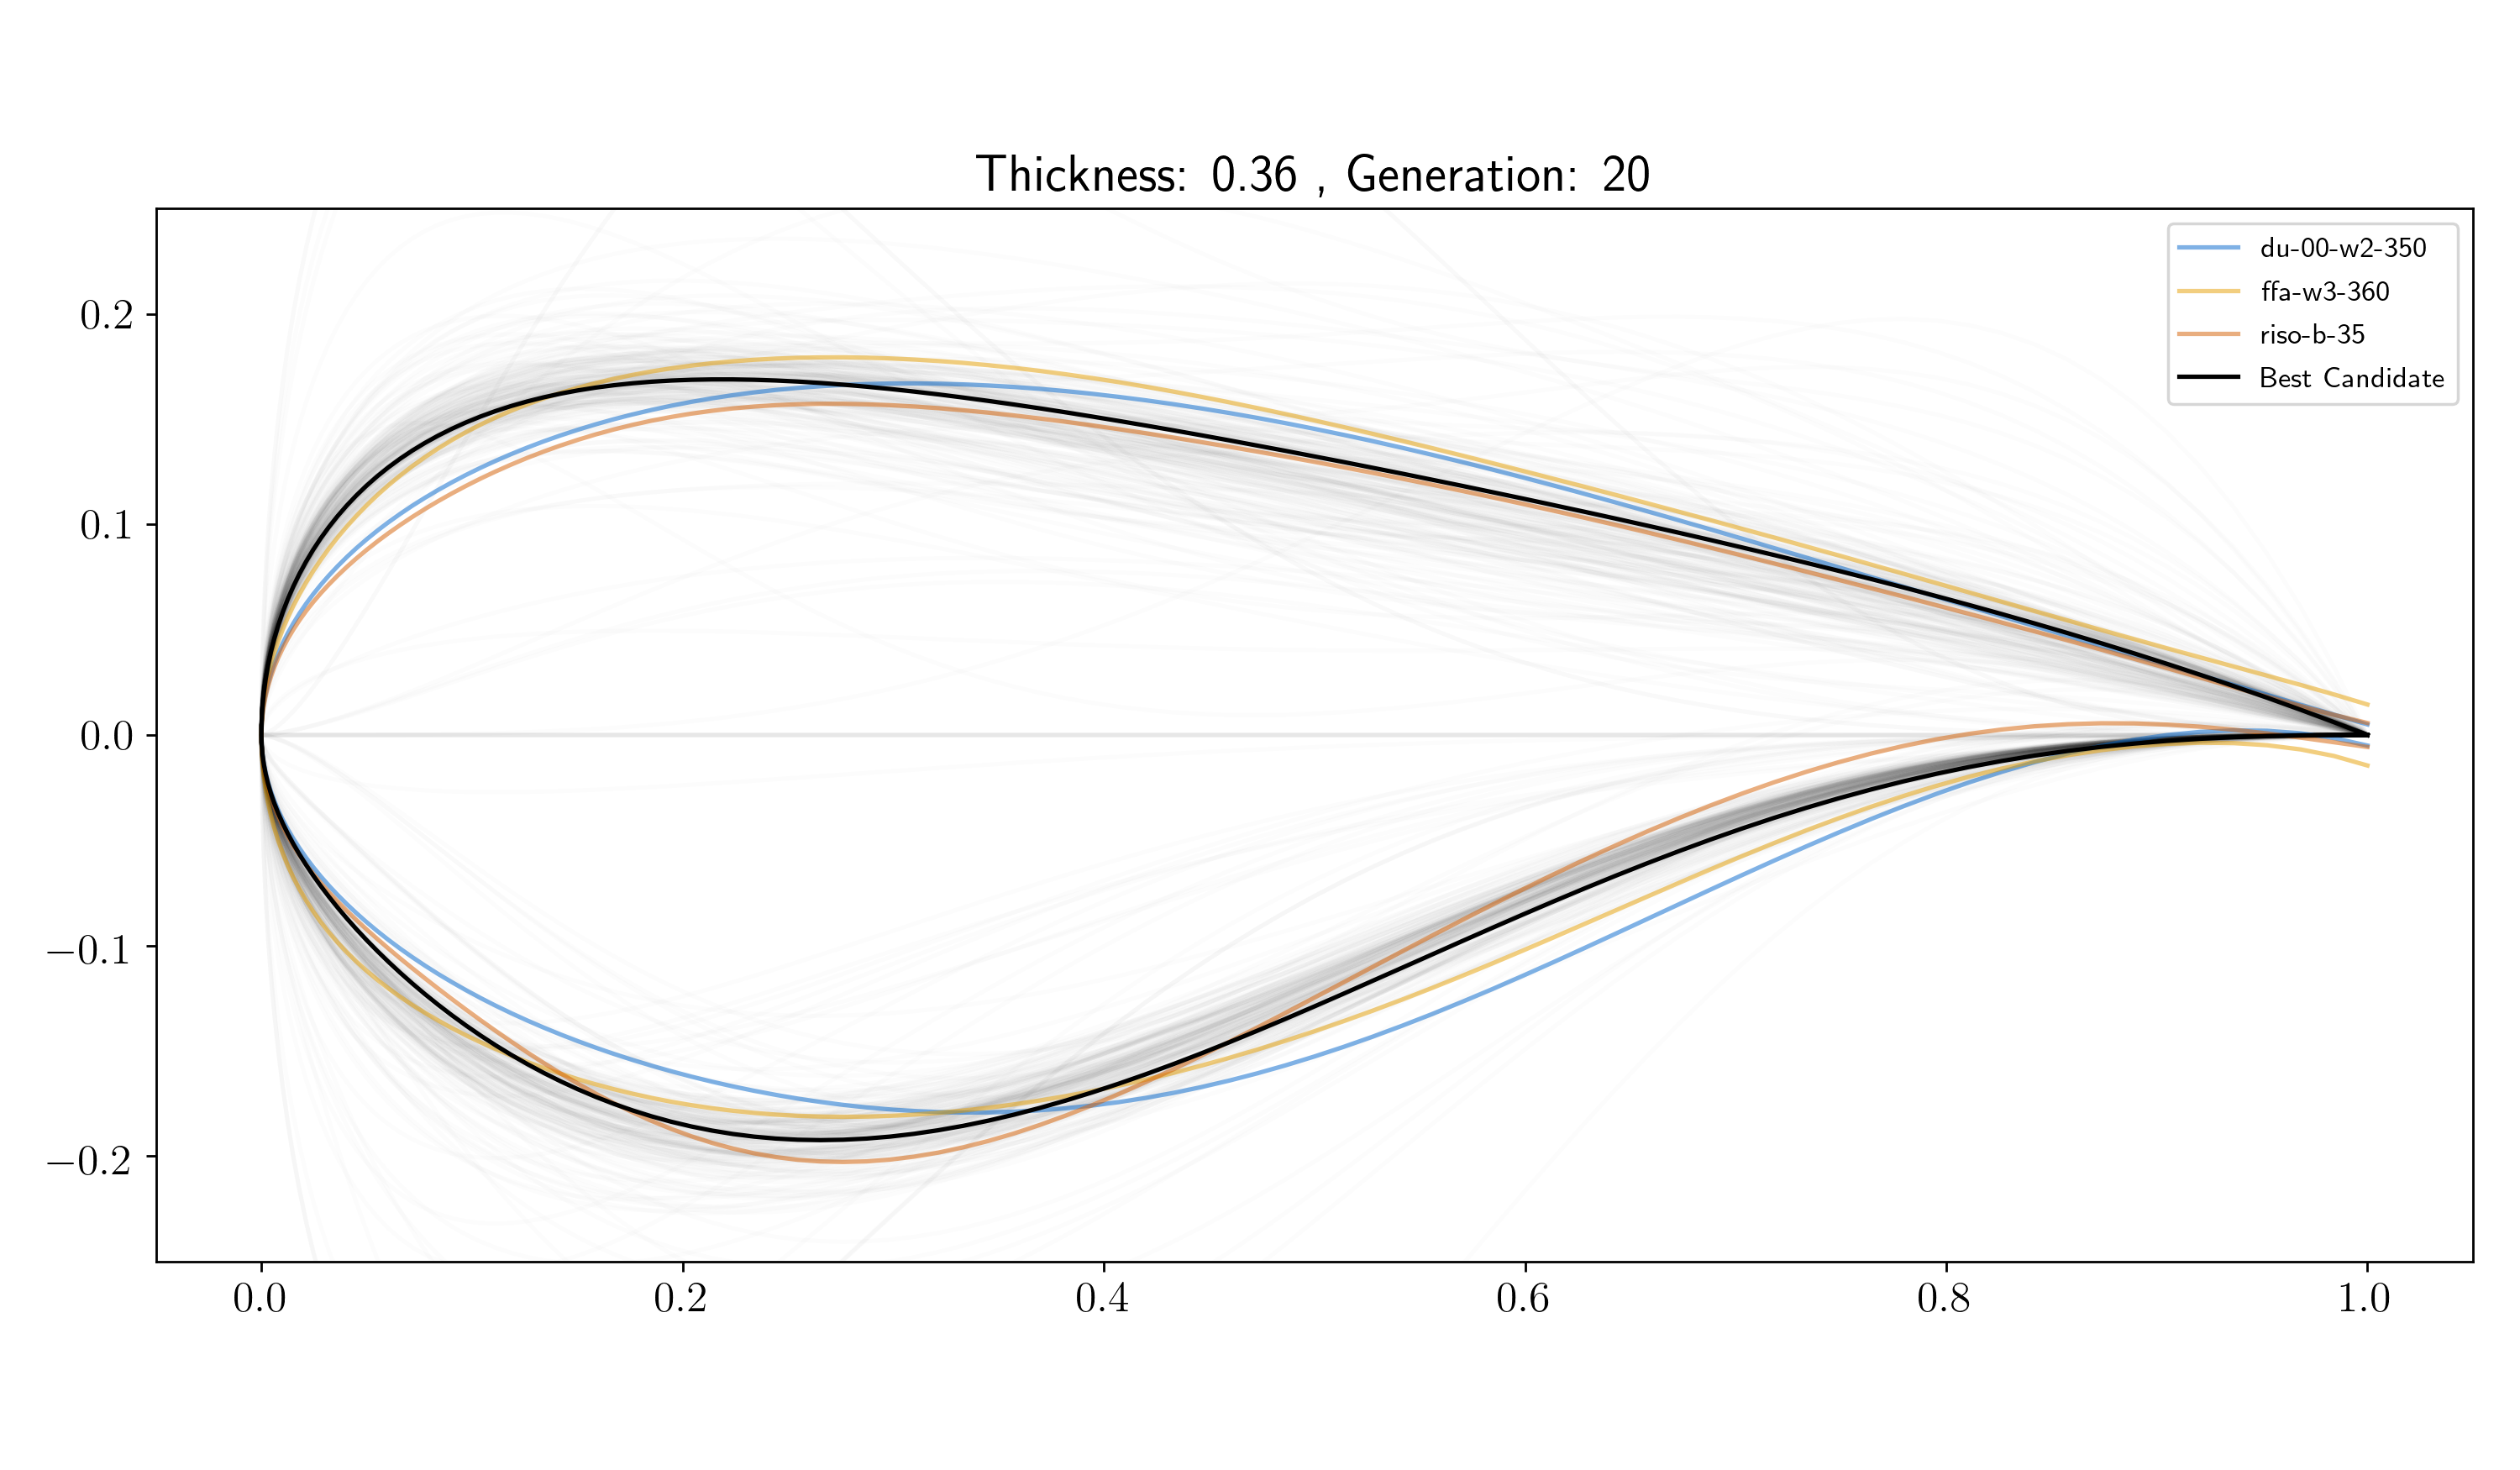 Thickness: 0.36 , Generation: 20
du-00-w2-350
ffa-w3-360
riso-b-35
Best Candidate
0.2
0.1
0.0
−0.1
−0.2
0.0 0.2 0.4 0.6 0.8 1.0